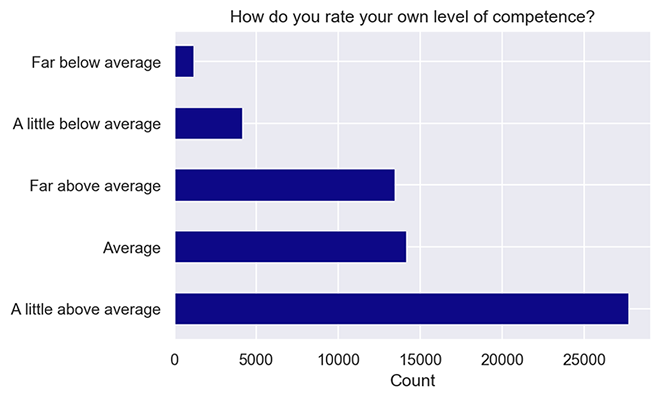 How do you rate your own level of competence?
Far below average
A little below average
Far above average
Average
A little above average
0 5000 10000 15000 20000 25000
Count